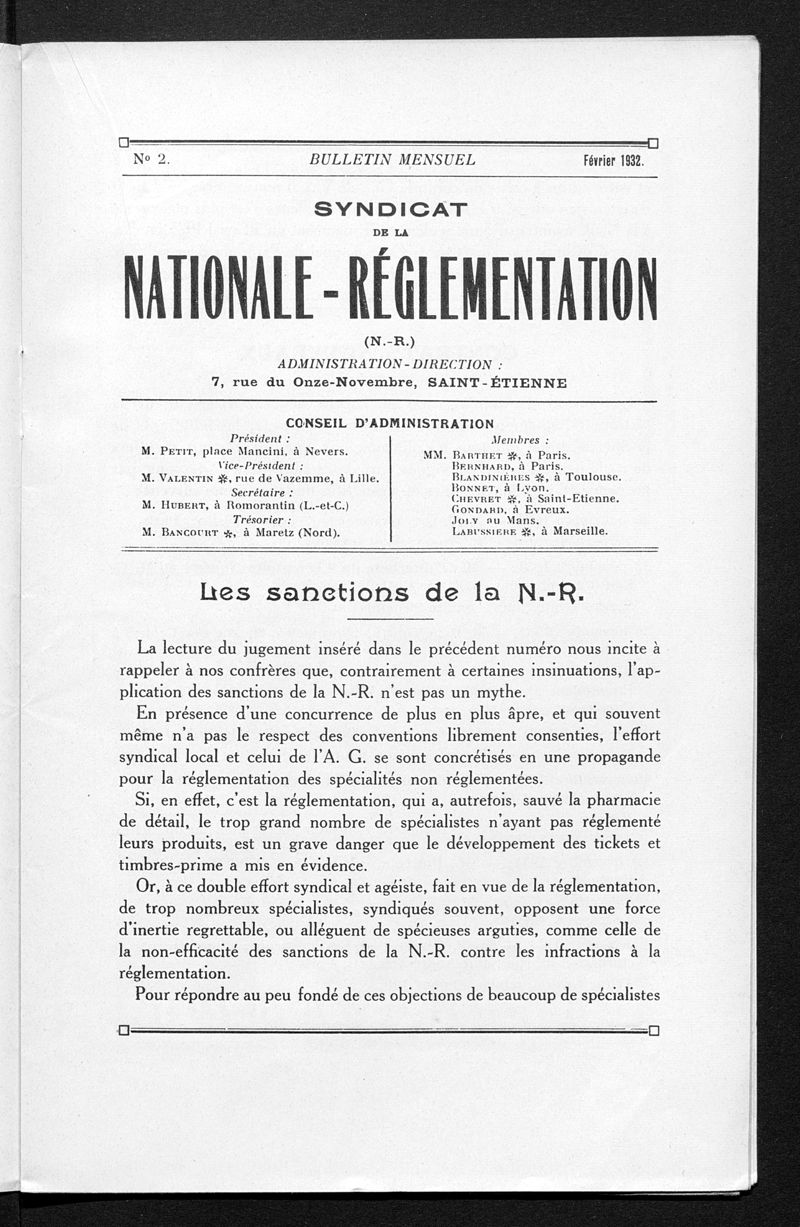 No 2.
BULLETIN MENSUEL
Février 1932.
SYNDICAT
DE LA
NATIONALE-RÉGLEMENTATION
(N.-R.)
ADMINISTRATION-DIRECTION :
7, rue du Onze-Novembre, SAINT-ÉTIENNE
CONSEIL D'ADMINISTRATION
Président :
M. PETIT, place Mancini, à Nevers.
Vice-Président :
M. VALENTIN ✲, rue de Vazemme, à Lille.
Secrétaire :
M. HUBERT, à Romorantin (L.-et-C.)
Trésorier :
M. BANCOURT ✲, à Maretz (Nord).
Membres :
MM. BARTHET ✲, à Paris.
BERNHARD, à Paris.
BLANDINIÈRES ✲, à Toulouse.
BONNET, à Lyon.
CHEVRET ✲, à Saint-Etienne.
GONDARD, à Evreux.
JOLY au Mans.
LABUSSIERE ✲, à Marseille.
Les sanctions de la N.-R.
La lecture du jugement inséré dans le précédent numéro nous incite à
rappeler à nos confrères que, contrairement à certaines insinuations, l'ap-
plication des sanctions de la N.-R. n'est pas un mythe.
En présence d'une concurrence de plus en plus âpre, et qui souvent
même n'a pas le respect des conventions librement consenties, l'effort
syndical local et celui de l'A. G. se sont concrétisés en une propagande
pour la réglementation des spécialités non réglementées.
Si, en effet, c'est la réglementation, qui a, autrefois, sauvé la pharmacie
de détail, le trop grand nombre de spécialistes n'ayant pas réglementé
leurs produits, est un grave danger que le développement des tickets et
timbres-prime a mis en évidence.
Or, à ce double effort syndical et agéiste, fait en vue de la réglementation,
de trop nombreux spécialistes, syndiqués souvent, opposent une force
d'inertie regrettable, ou alléguent de spécieuses arguties, comme celle de
la non-efficacité des sanctions de la N.-R. contre les infractions à la
réglementation.
Pour répondre au peu fondé de ces objections de beaucoup de spécialistes